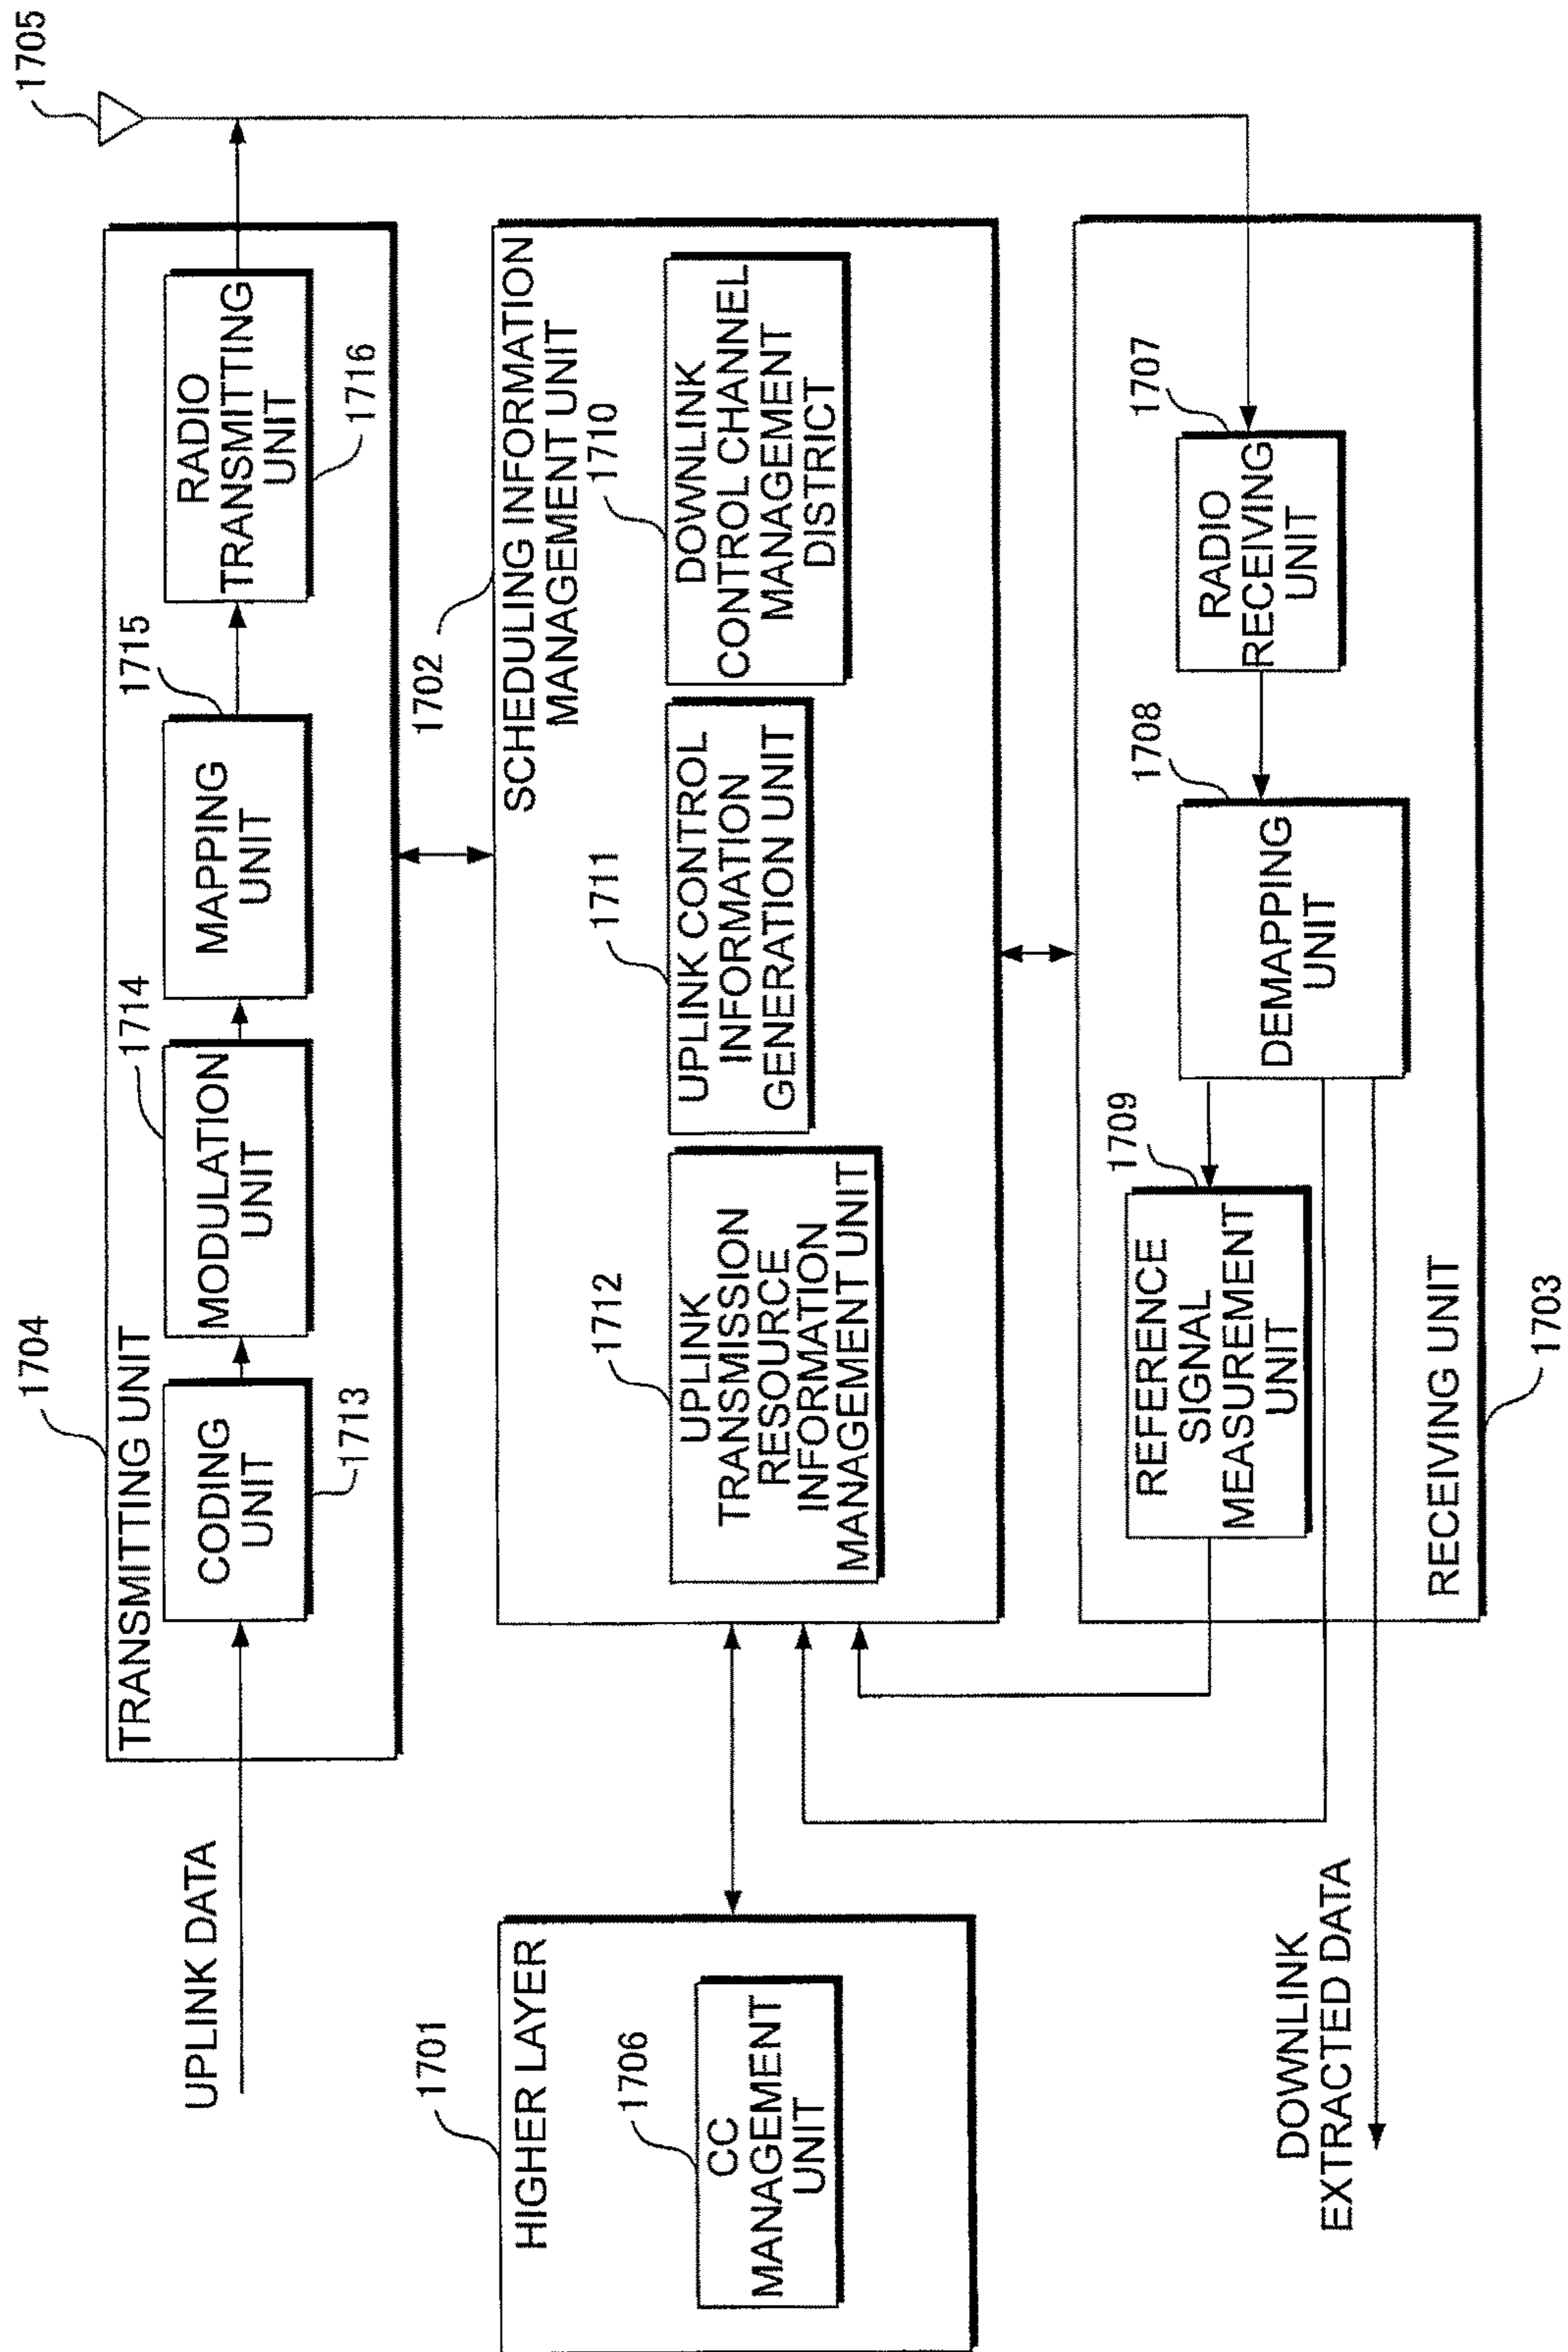 1705
1704
TRANSMITTING UNIT
UPLINK DATA
CODING
UNIT
1713
1714
MODULATION
UNIT
1715
MAPPING
UNIT
RADIO
TRANSMITTING
UNIT
1716
1701
HIGHER LAYER
1706
CC
MANAGEMENT
UNIT
1702
SCHEDULING INFORMATION
MANAGEMENT UNIT
1712
UPLINK
TRANSMISSION
RESOURCE
INFORMATION
MANAGEMENT UNIT
1711
UPLINK CONTROL
INFORMATION
GENERATION UNIT
1710
DOWNLINK
CONTROL CHANNEL
MANAGEMENT
DISTRICT
1709
REFERENCE
SIGNAL
MEASUREMENT
UNIT
1708
DEMAPPING
UNIT
1707
RADIO
RECEIVING
UNIT
DOWNLINK
EXTRACTED DATA
RECEIVING UNIT
1703